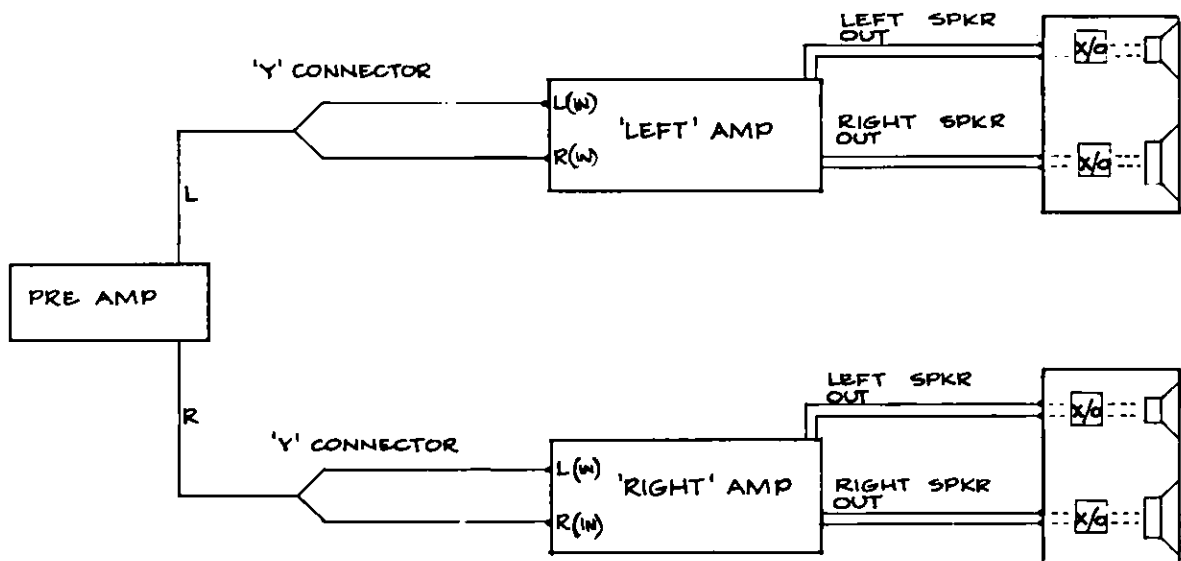 LEFT SPKR
OUT
X/O
'Y' CONNECTOR
L(IN)
'LEFT' AMP
RIGHT SPKR
OUT
R(IN)
X/O
L
PRE AMP
R
LEFT SPKR
OUT
X/O
'Y' CONNECTOR
L(IN)
'RIGHT' AMP
RIGHT SPKR
OUT
R(IN)
X/O